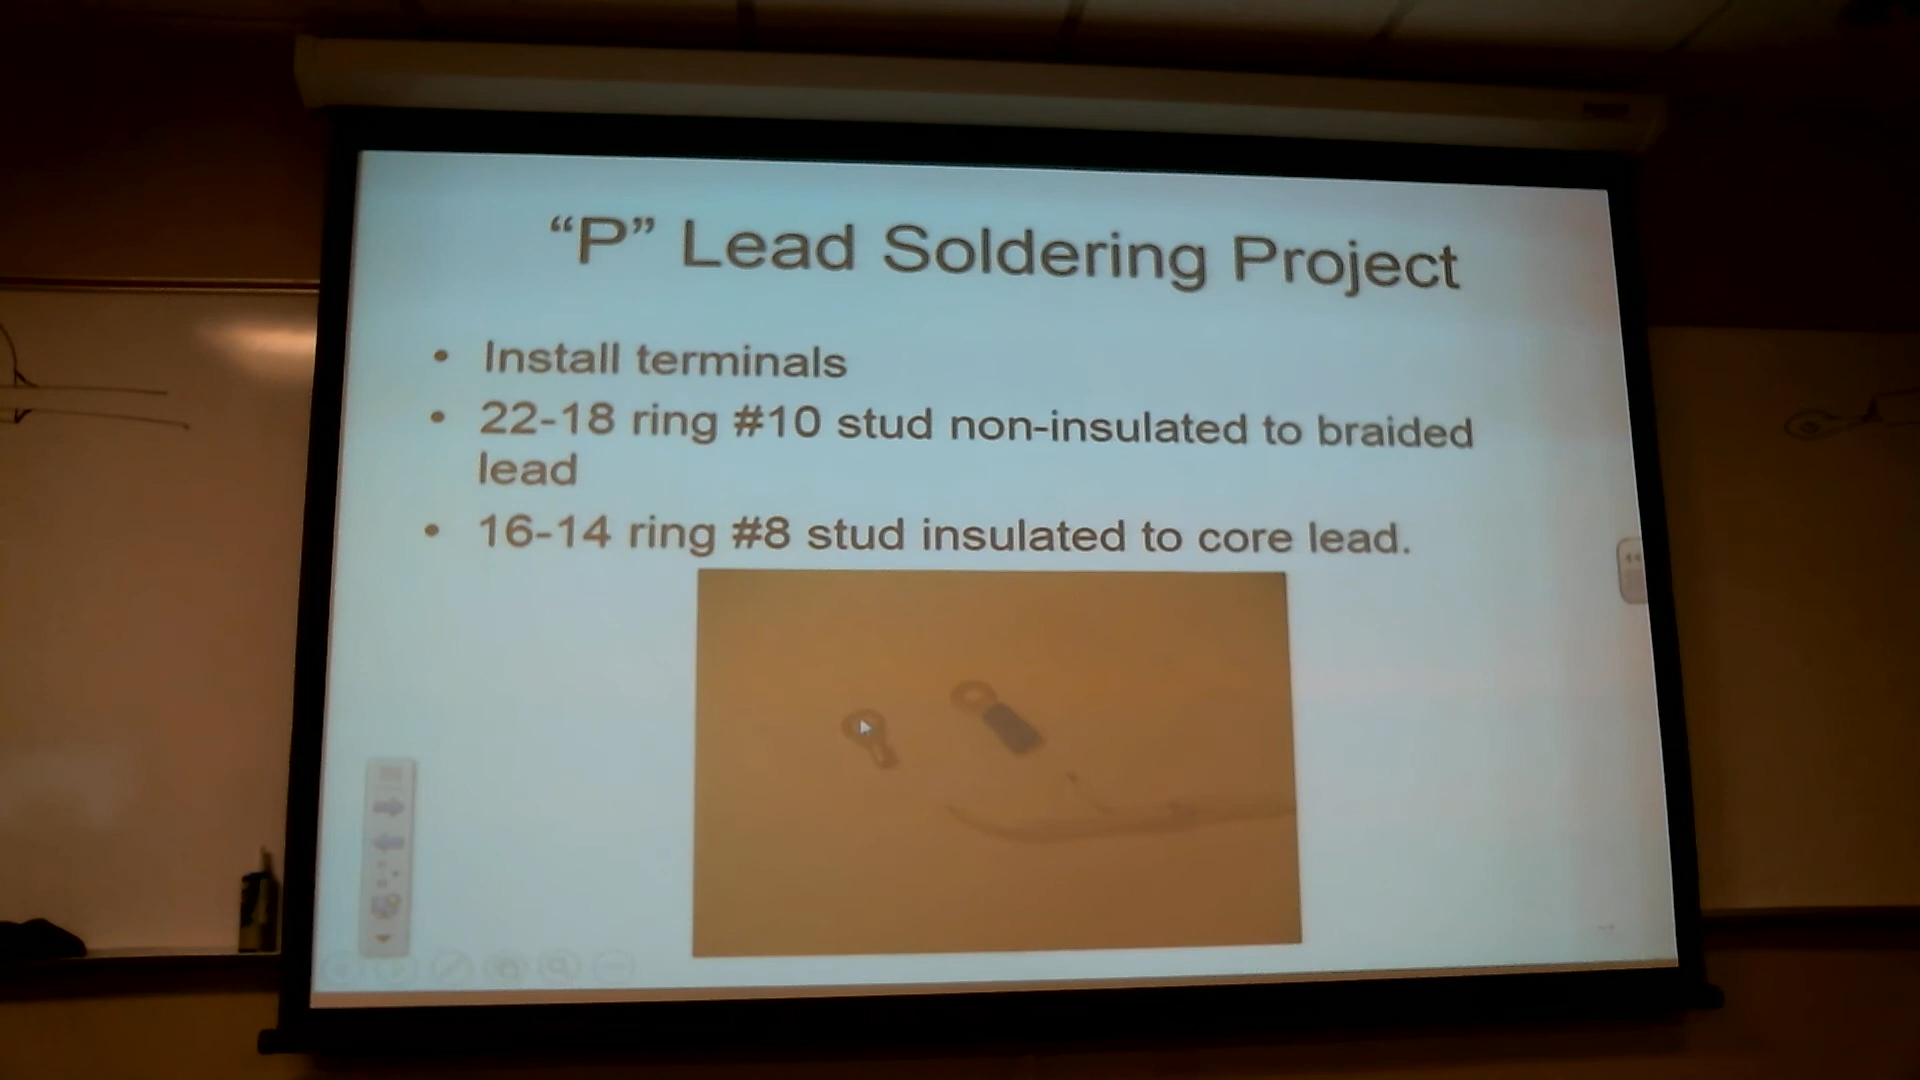 “P” Lead Soldering Project
• Install terminals
• 22-18 ring #10 stud non-insulated to braided
lead
• 16-14 ring #8 stud insulated to core lead.